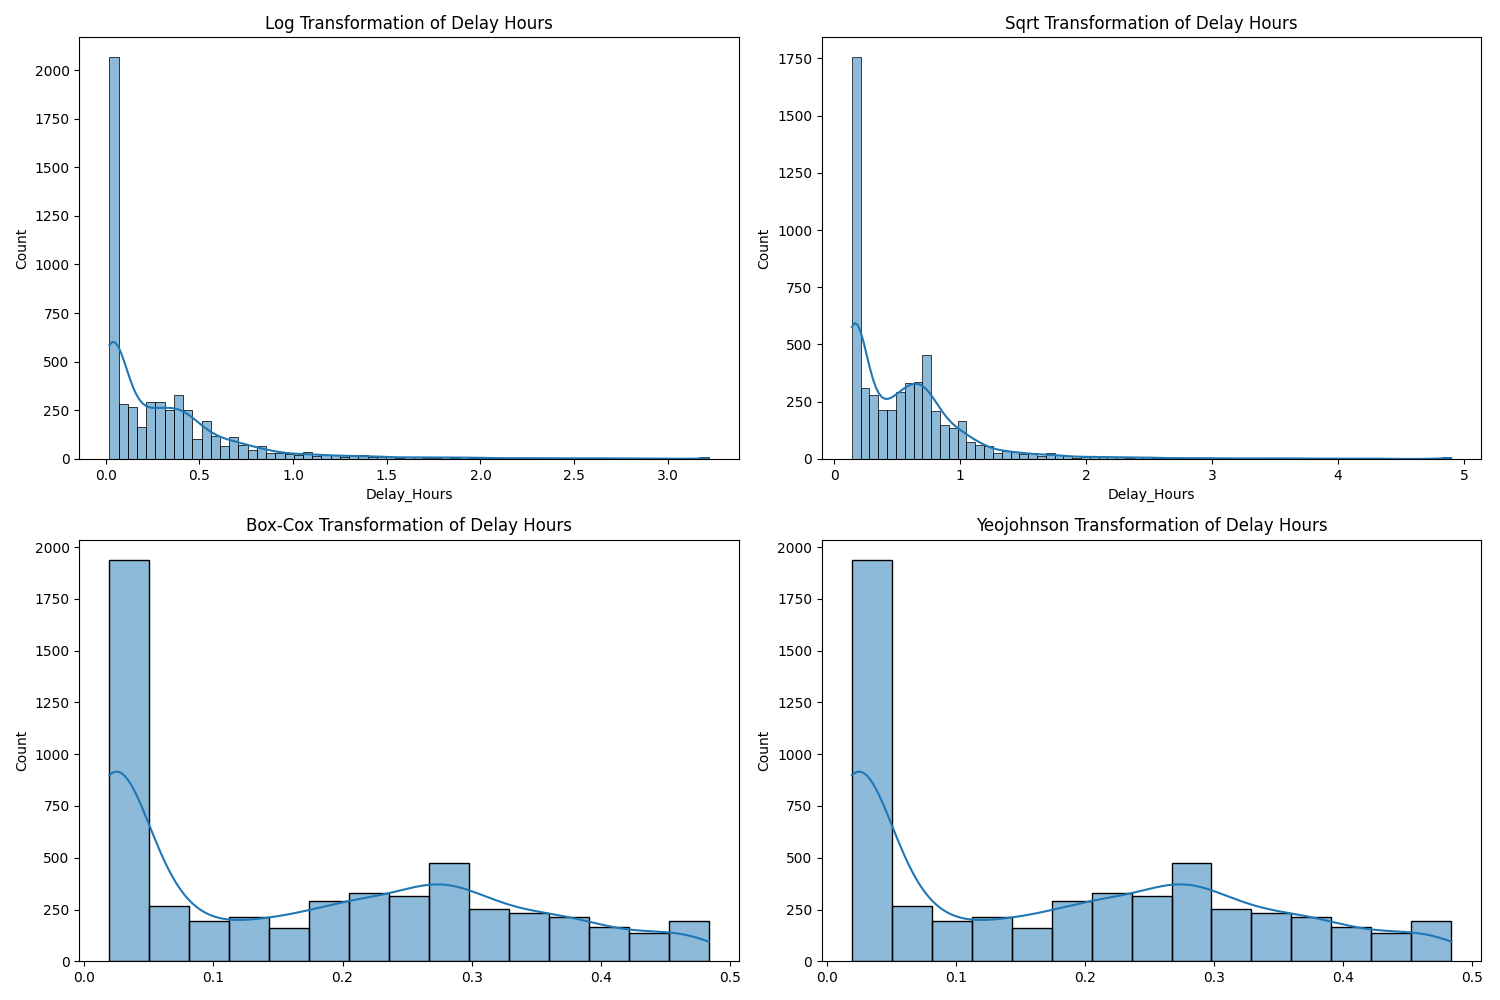 Log Transformation of Delay Hours
2000
1750
1500
1250
1000
750
500
250
0
Count
0.0 0.5 1.0 1.5 2.0 2.5 3.0
Delay_Hours
Sqrt Transformation of Delay Hours
1750
1500
1250
1000
750
500
250
0
Count
0 1 2 3 4 5
Delay_Hours
Box-Cox Transformation of Delay Hours
2000
1750
1500
1250
1000
750
500
250
0
Count
0.0 0.1 0.2 0.3 0.4 0.5
Yeojohnson Transformation of Delay Hours
2000
1750
1500
1250
1000
750
500
250
0
Count
0.0 0.1 0.2 0.3 0.4 0.5